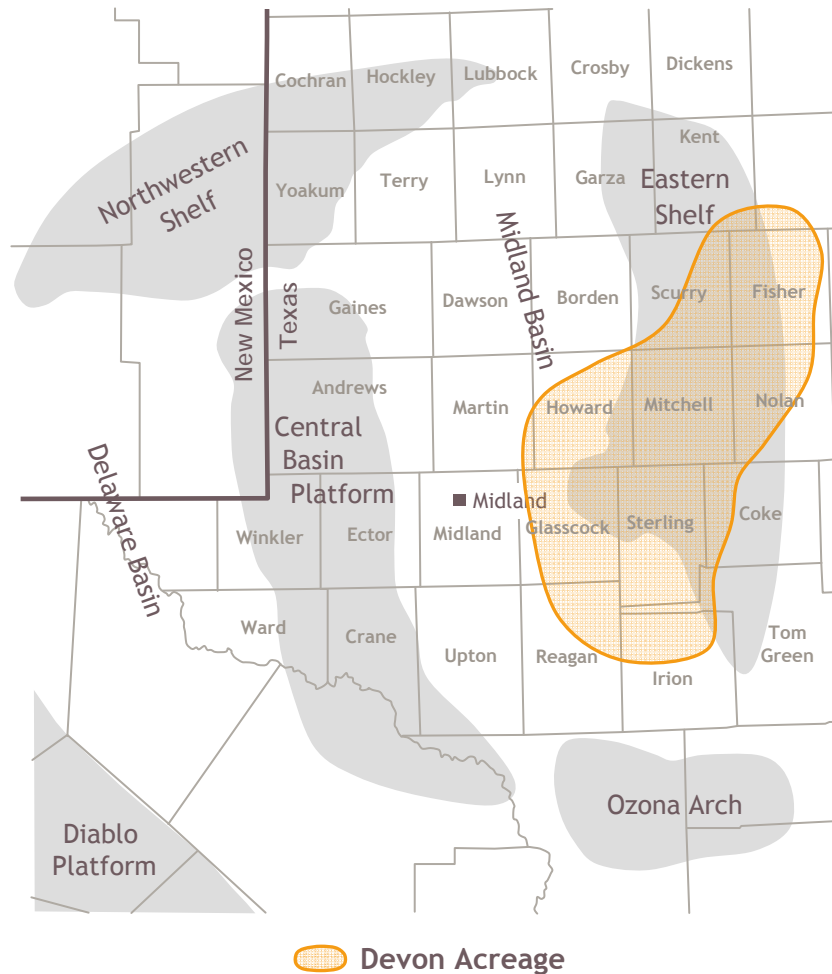 Cochran
Hockley
Lubbock
Crosby
Dickens
Northwestern
Shelf
Yoakum
Terry
Lynn
Garza
Kent
Eastern
Shelf
New Mexico
Texas
Gaines
Dawson
Midland Basin
Borden
Scurry
Fisher
Andrews
Martin
Howard
Mitchell
Nolan
Central
Basin
Platform
Delaware Basin
Midland
Winkler
Ector
Midland
Glasscock
Sterling
Coke
Ward
Crane
Upton
Reagan
Irion
Tom
Green
Diablo
Platform
Ozona Arch
Devon Acreage